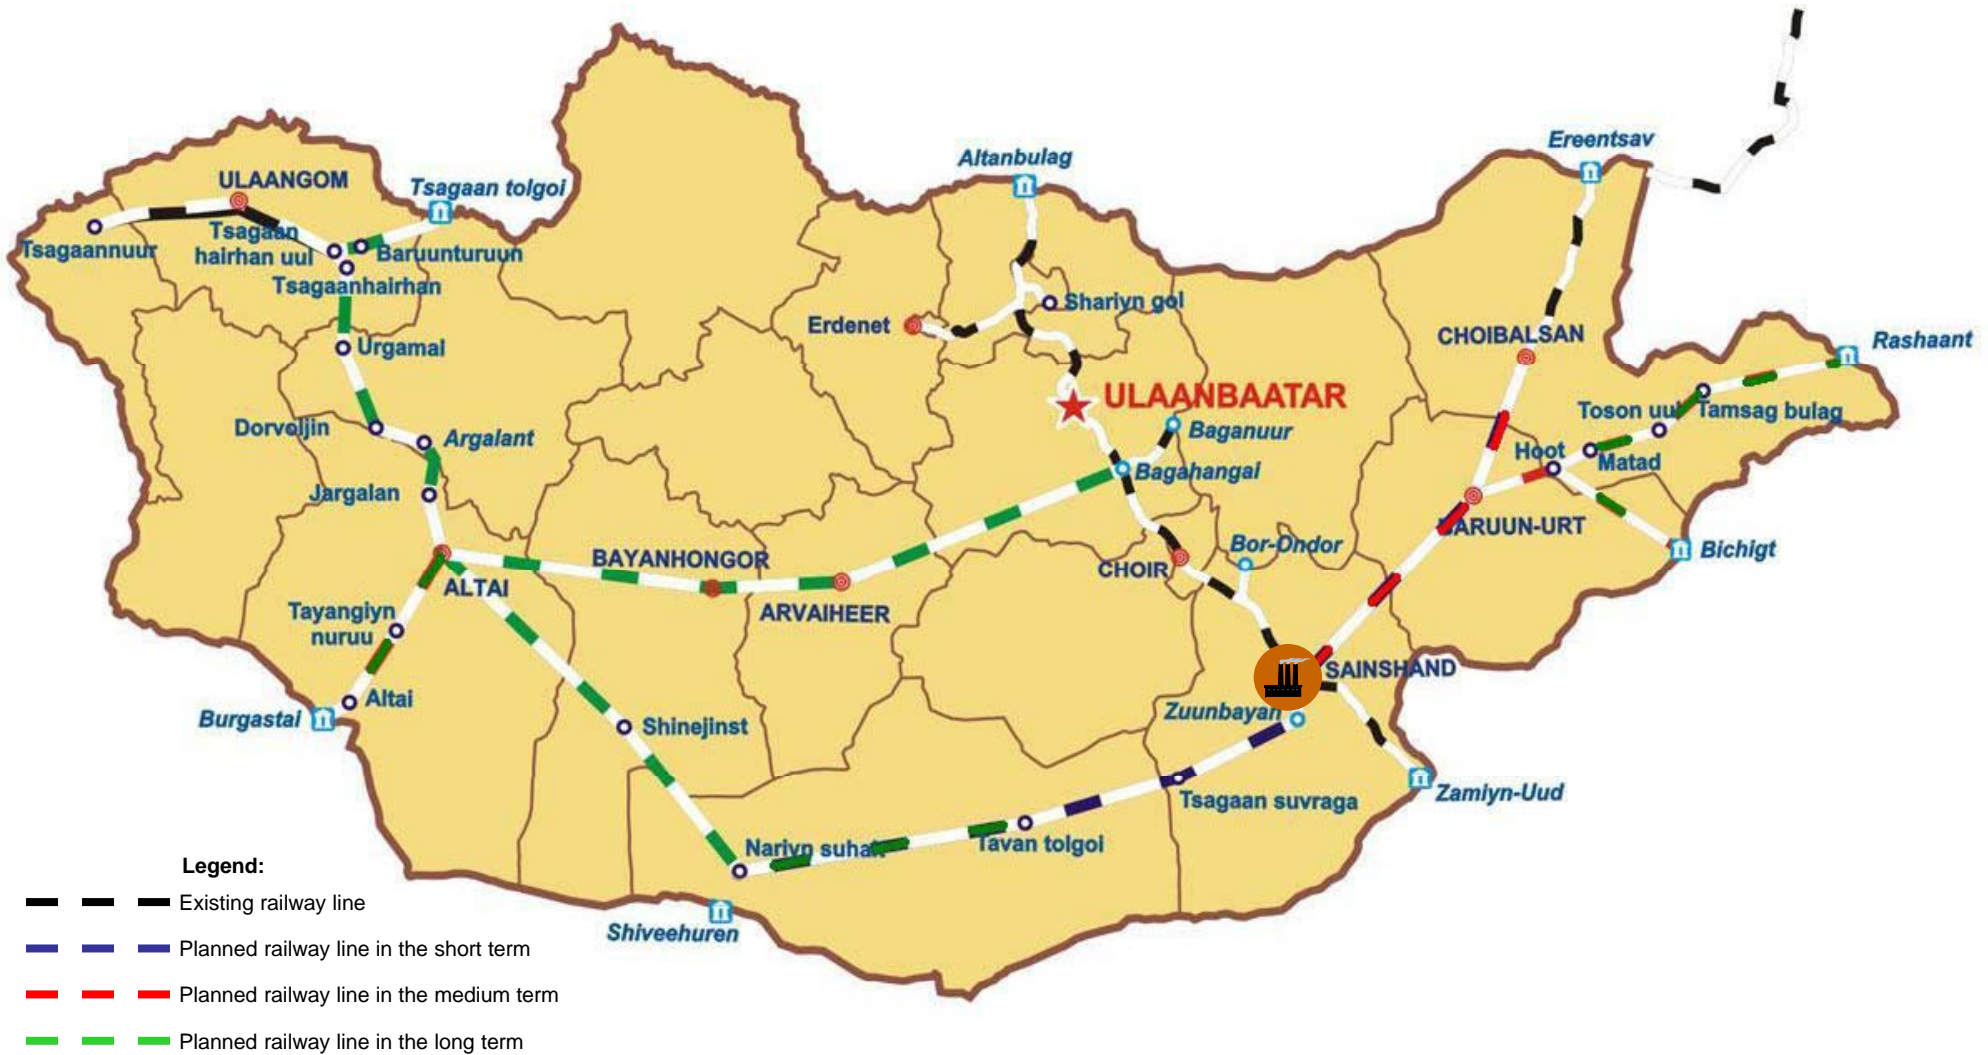 Ereentsav
Altanbulag
ULAANGOM
Tsagaan tolgoi
Tsagaannuur
Tsagaan
hairhan uul
Baruunturuun
Tsagaanhairhan
Shariyn gol
Erdenet
CHOIBALSAN
Rashaant
Urgamal
ULAANBAATAR
Toson uul
Tamsag bulag
Dorvoljin
Argalant
Baganuur
Hoot
Matad
Bagahangai
Jargalan
BARUUN-URT
Bor-Ondor
Bichigt
BAYANHONGOR
CHOIR
ALTAI
ARVAIHEER
Tayangiyn
nuruu
SAINSHAND
Altai
Burgastai
Zuunbayan
Shinejinst
Zamiyn-Uud
Tsagaan suvraga
Nariyn suhait
Tavan tolgoi
Shiveehuren
Legend:
Existing railway line
Planned railway line in the short term
Planned railway line in the medium term
Planned railway line in the long term